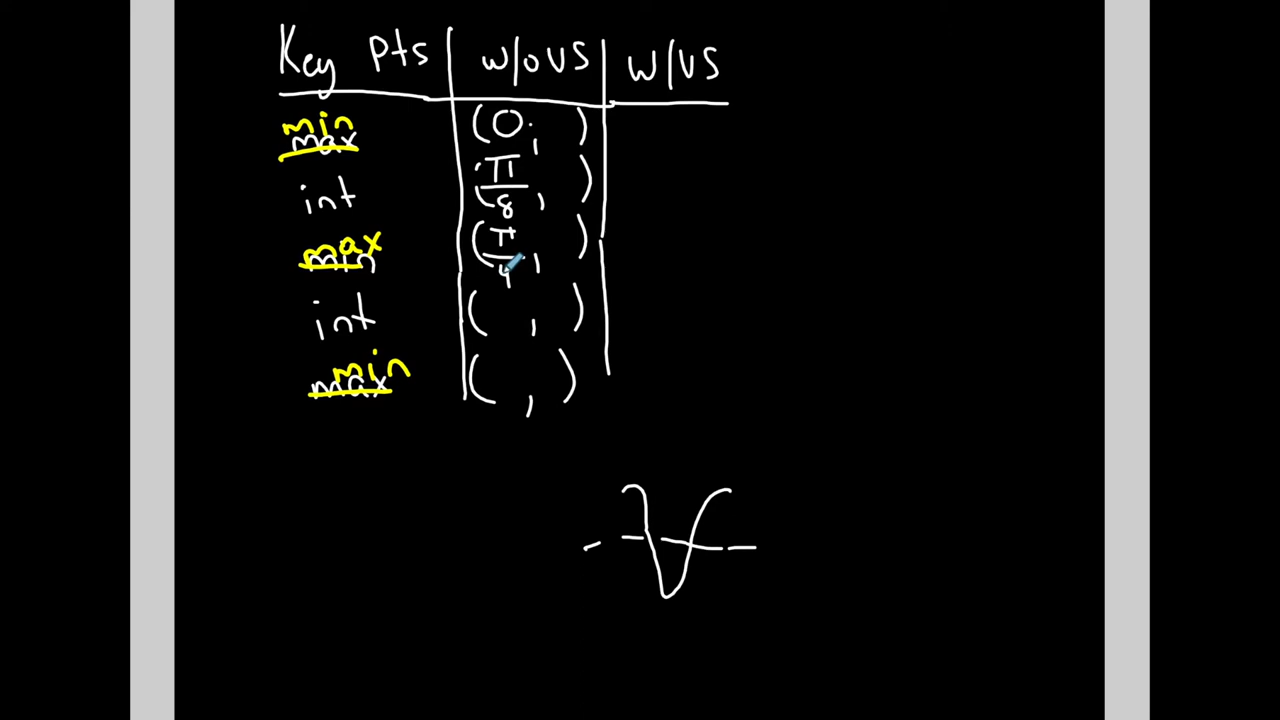 Key Pts w/o VS w/ VS
min
max (0, )
int (π/8, )
max
min (π/4, )
int ( , )
min
max ( , )